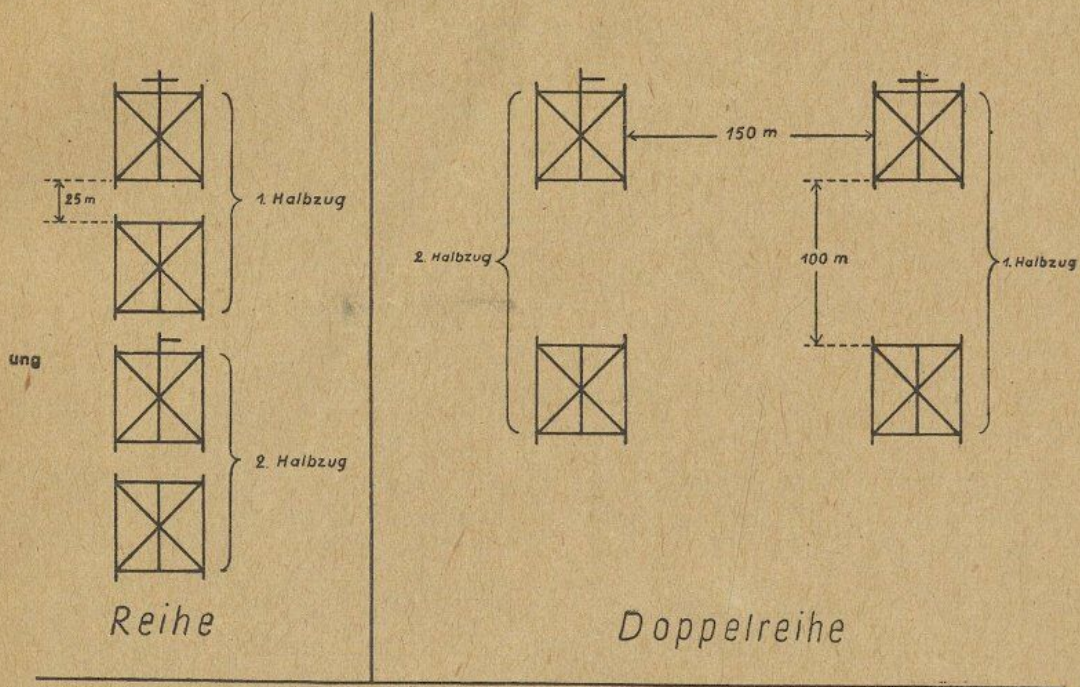 25 m
1. Halbzug
ung
2. Halbzug
Reihe
150 m
2. Halbzug
100 m
1. Halbzug
Doppelreihe